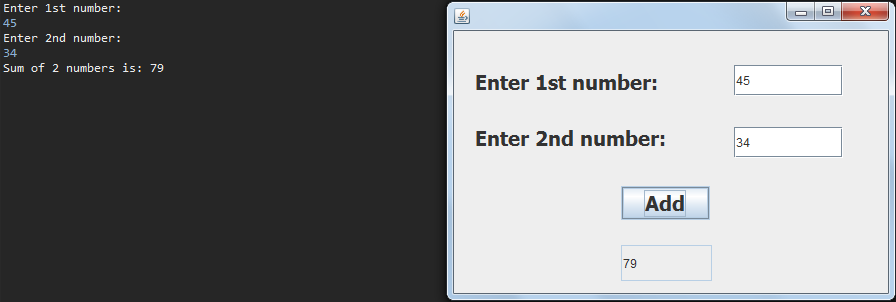 Enter 1st number:
45
Enter 2nd number:
34
Sum of 2 numbers is: 79
Enter 1st number: 45
Enter 2nd number: 34
Add
79